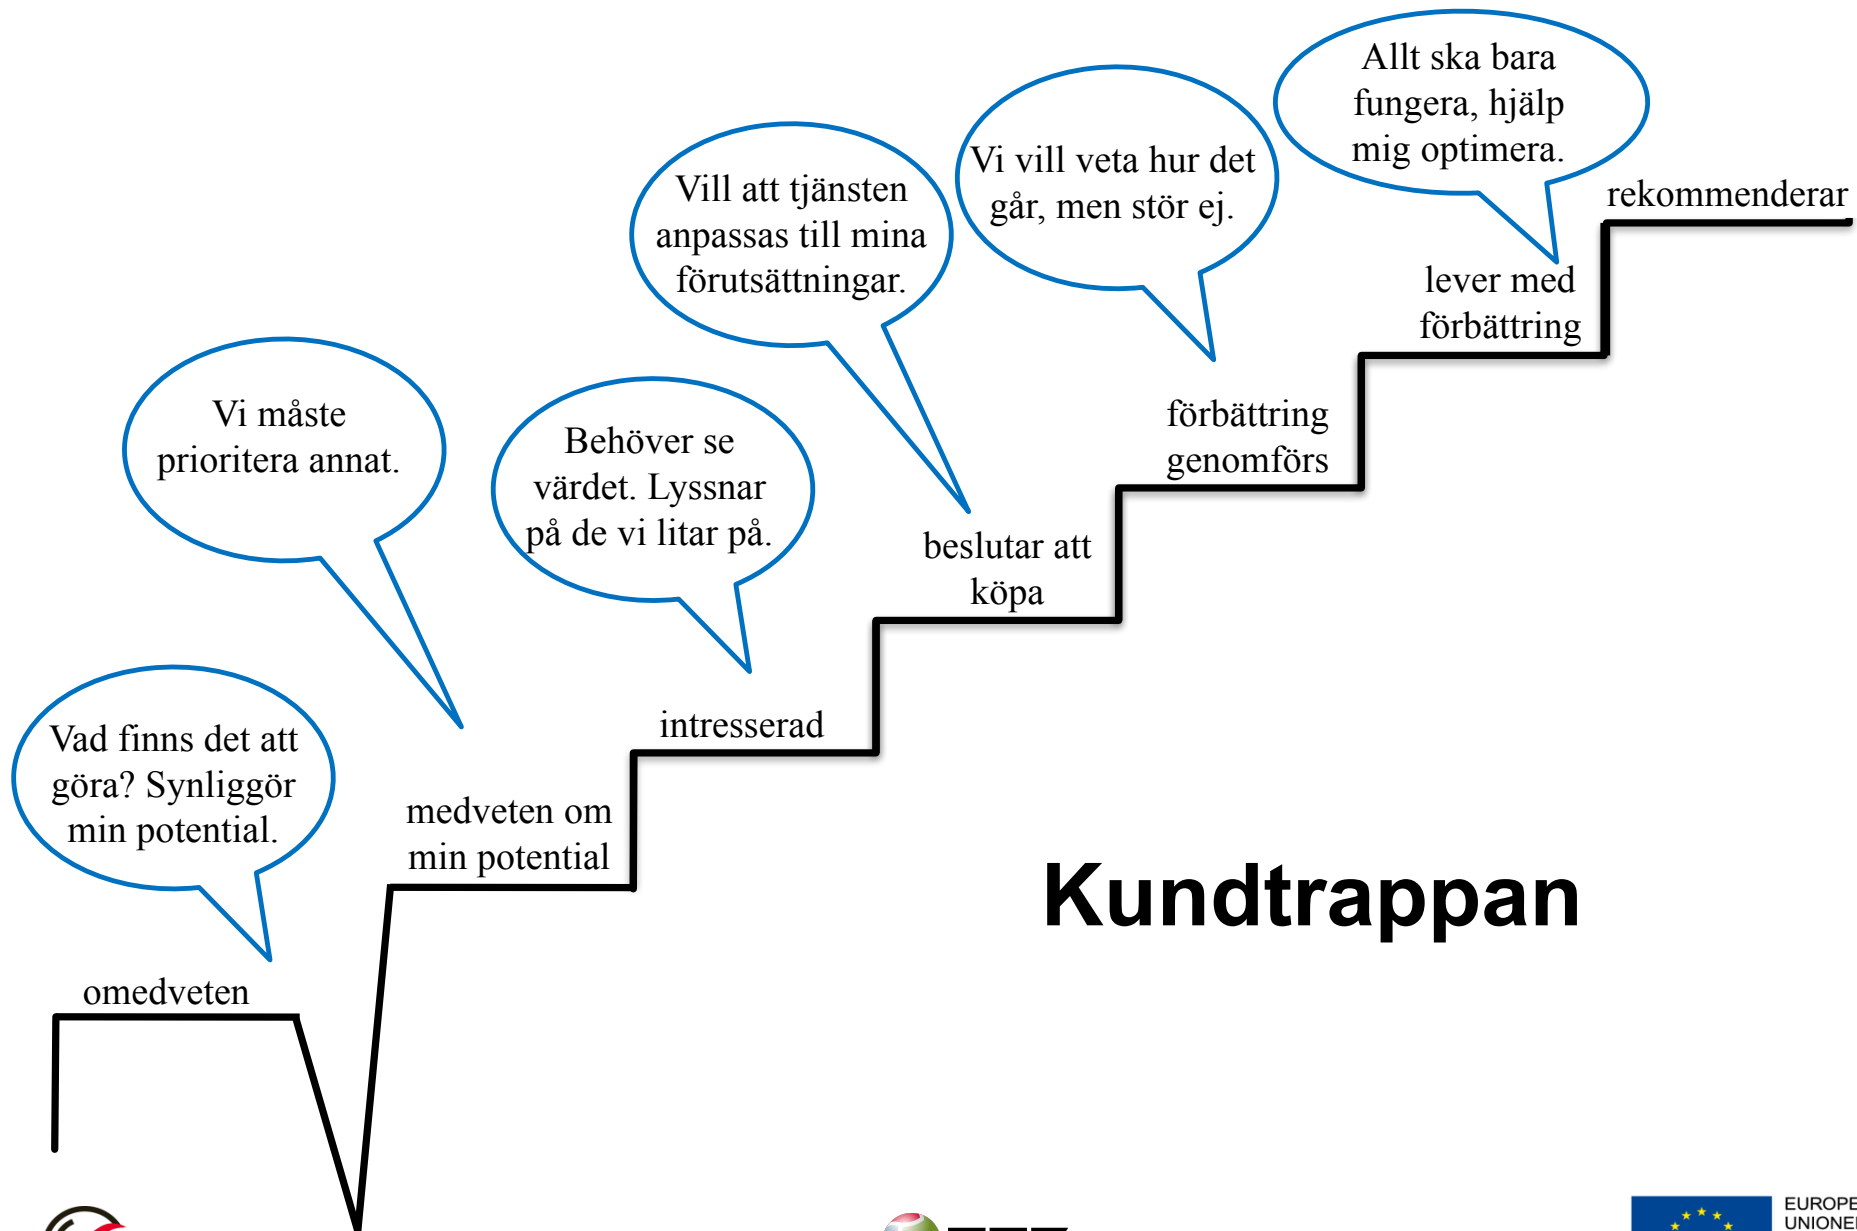 Allt ska bara
fungera, hjälp
mig optimera.
Vi vill veta hur det
går, men stör ej.
Vill att tjänsten
anpassas till mina
förutsättningar.
rekommenderar
lever med
förbättring
Vi måste
prioritera annat.
Behöver se
värdet. Lyssnar
på de vi litar på.
förbättring
genomförs
beslutar att
köpa
intresserad
Vad finns det att
göra? Synliggör
min potential.
medveten om
min potential
Kundtrappan
omedveten